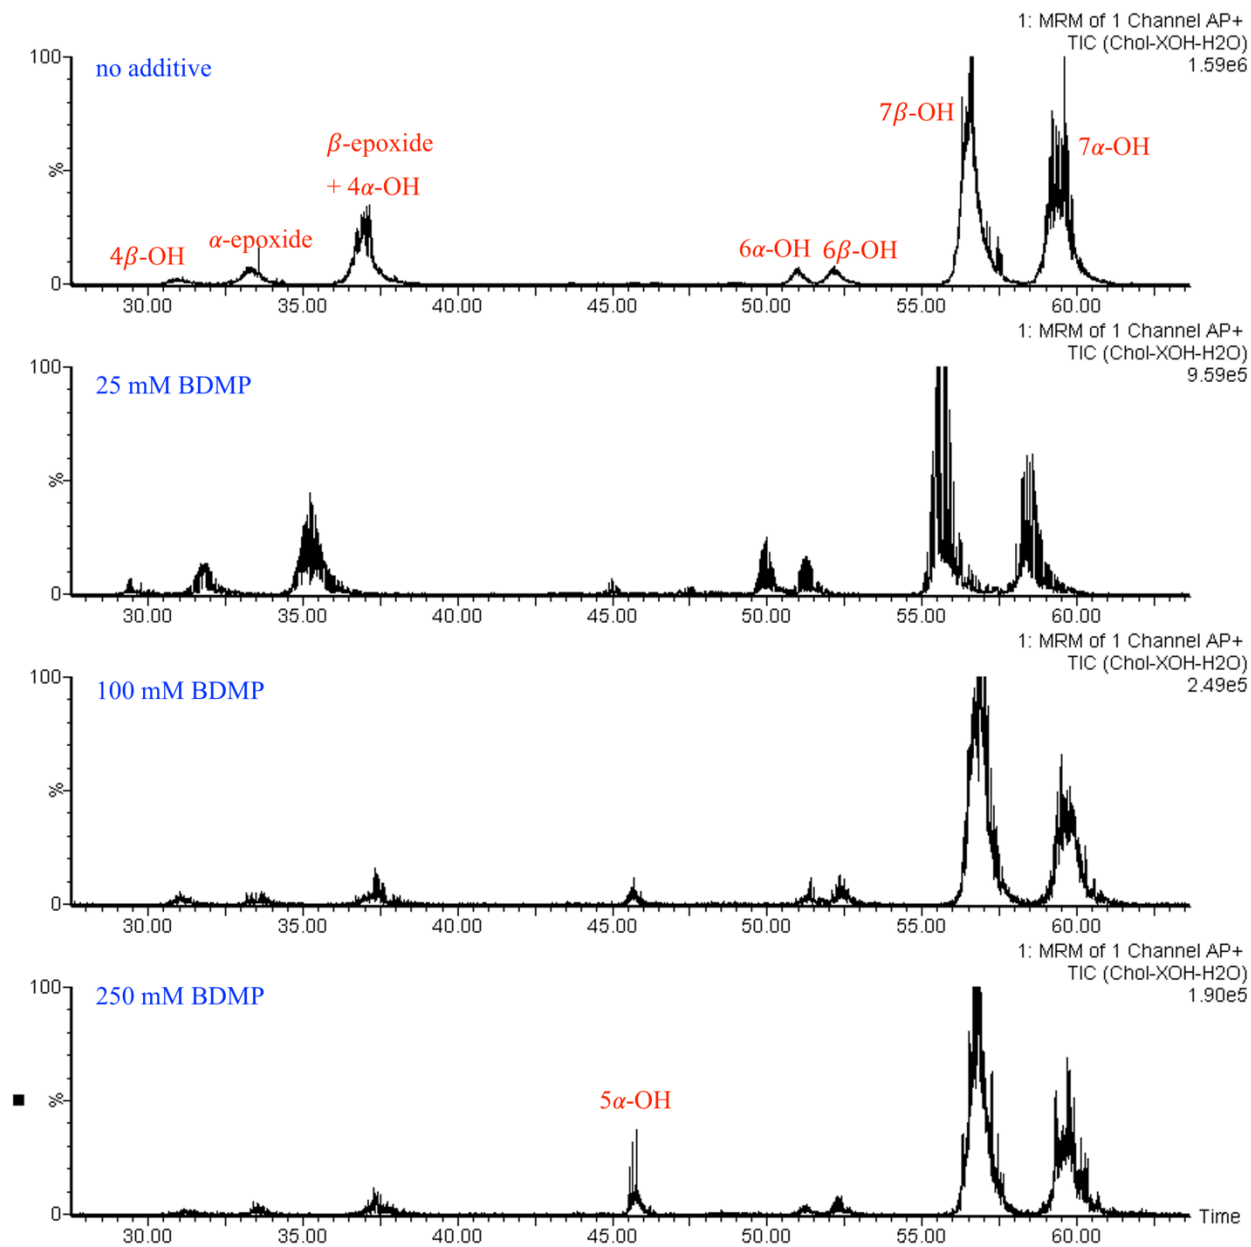 1: MRM of 1 Channel AP+
TIC (Chol-XOH-H2O)
1.59e6
100
no additive
%
0
4β-OH
α-epoxide
β-epoxide
+ 4α-OH
6α-OH 6β-OH
7β-OH
7α-OH
30.00 35.00 40.00 45.00 50.00 55.00 60.00
1: MRM of 1 Channel AP+
TIC (Chol-XOH-H2O)
9.59e5
100
25 mM BDMP
%
0
30.00 35.00 40.00 45.00 50.00 55.00 60.00
1: MRM of 1 Channel AP+
TIC (Chol-XOH-H2O)
2.49e5
100
100 mM BDMP
%
0
30.00 35.00 40.00 45.00 50.00 55.00 60.00
1: MRM of 1 Channel AP+
TIC (Chol-XOH-H2O)
1.90e5
100
250 mM BDMP
%
5α-OH
0
Time
30.00 35.00 40.00 45.00 50.00 55.00 60.00